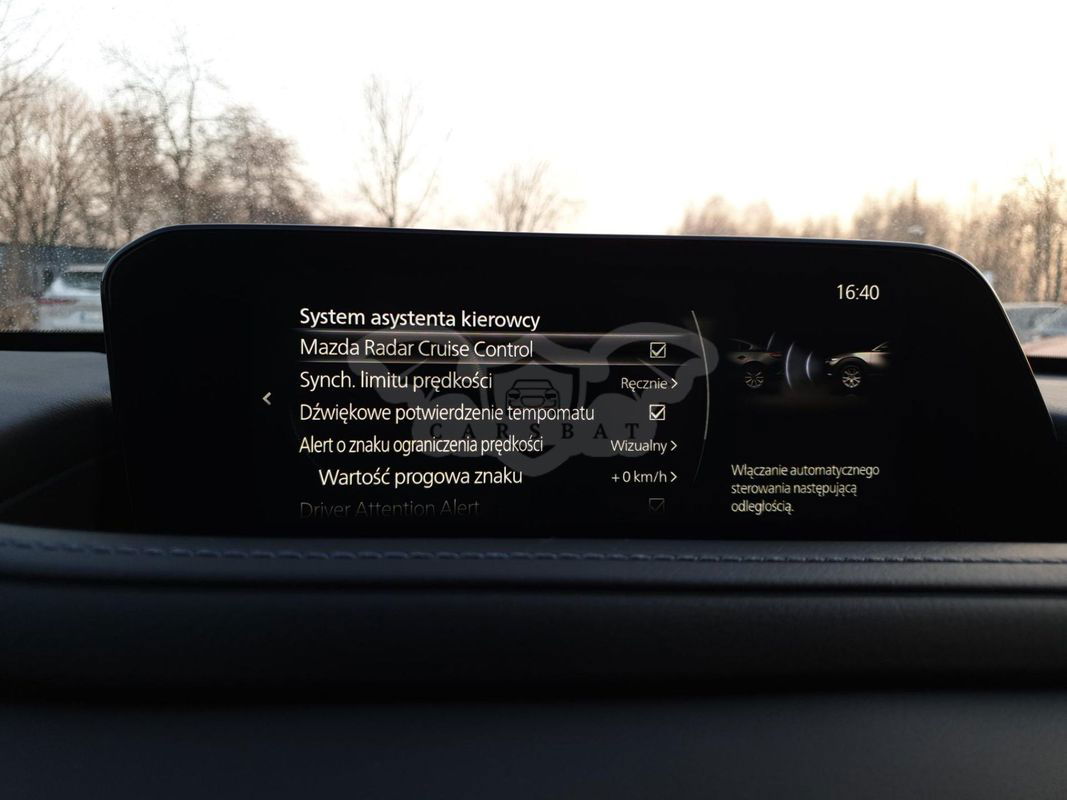 16:40
System asystenta kierowcy
Mazda Radar Cruise Control
Synch. limitu prędkości Ręcznie >
Dźwiękowe potwierdzenie tempomatu
CARSBAT
Alert o znaku ograniczenia prędkości Wizualny >
Wartość progowa znaku +0 km/h >
Driver Attention Alert
Włączanie automatycznego
sterowania następującą
odległością.